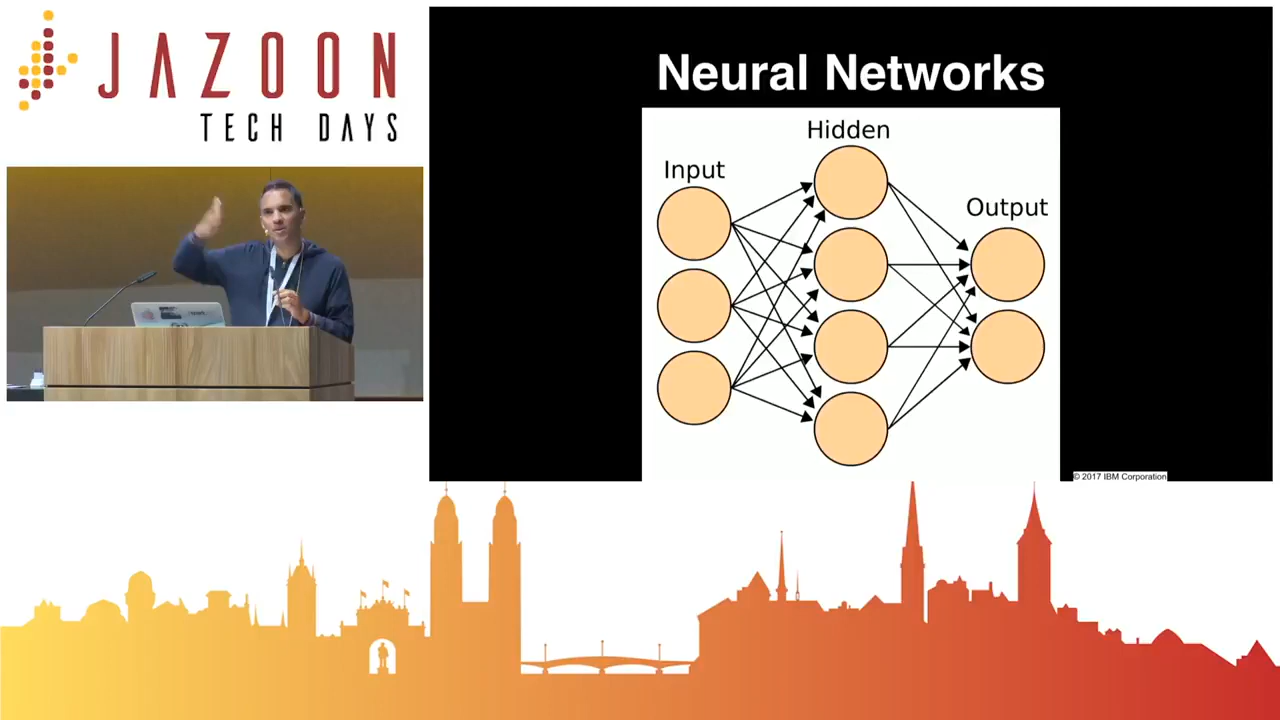 JAZOON
TECH DAYS
Neural Networks
Hidden
Input
Output
© 2017 IBM Corporation